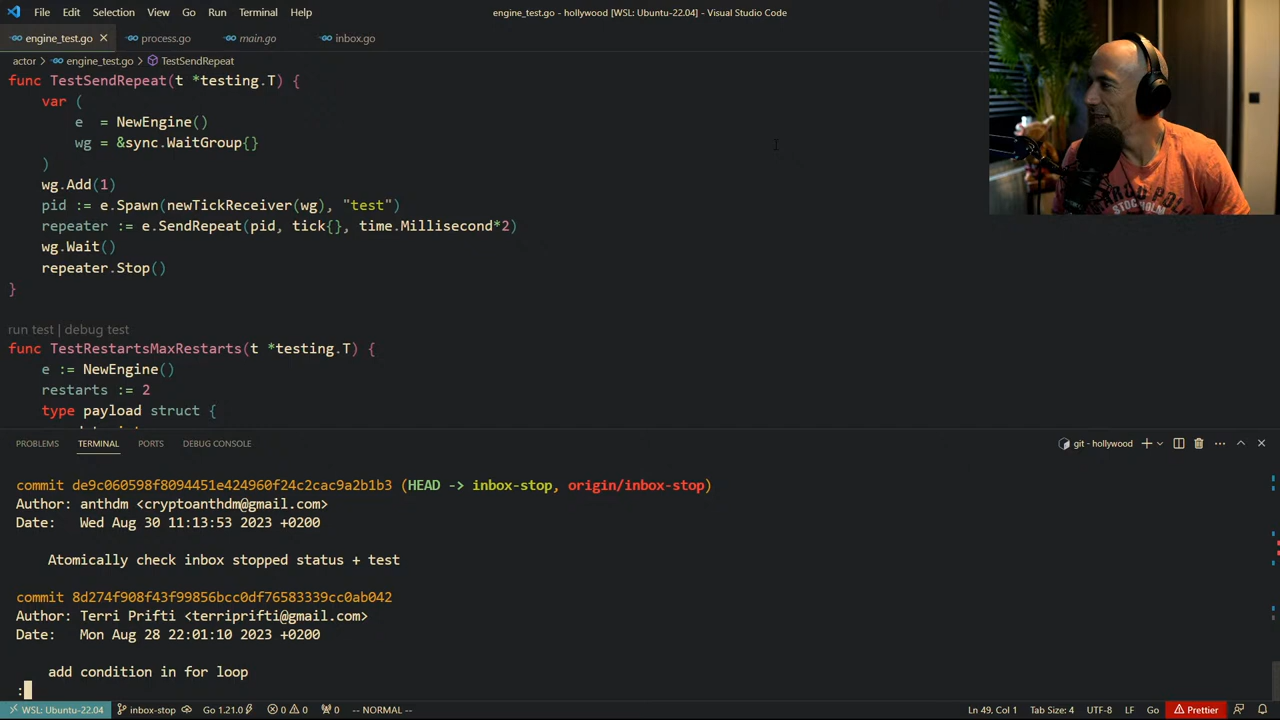 File Edit Selection View Go Run Terminal Help
engine_test.go - hollywood [WSL: Ubuntu-22.04] - Visual Studio Code
engine_test.go process.go main.go inbox.go
actor > engine_test.go > TestSendRepeat
func TestSendRepeat(t *testing.T) {
var (
e = NewEngine()
wg = &sync.WaitGroup{}
)
wg.Add(1)
pid := e.Spawn(newTickReceiver(wg), "test")
repeater := e.SendRepeat(pid, tick{}, time.Millisecond*2)
wg.Wait()
repeater.Stop()
}
run test | debug test
func TestRestartsMaxRestarts(t *testing.T) {
e := NewEngine()
restarts := 2
type payload struct {
STOCKHOLM
PROBLEMS TERMINAL PORTS DEBUG CONSOLE
git - hollywood
commit de9c060598f8094451e424960f24c2cac9a2b1b3 (HEAD -> inbox-stop, origin/inbox-stop)
Author: anthdm <cryptoanthdm@gmail.com>
Date: Wed Aug 30 11:13:53 2023 +0200
Atomically check inbox stopped status + test
commit 8d274f908f43f99856bcc0df76583339cc0ab042
Author: Terri Prifti <terriprifti@gmail.com>
Date: Mon Aug 28 22:01:10 2023 +0200
add condition in for loop
:
WSL: Ubuntu-22.04 inbox-stop Go 1.21.0 0 0 0 -- NORMAL -- Ln 49, Col 1 Tab Size: 4 UTF-8 LF Go Prettier